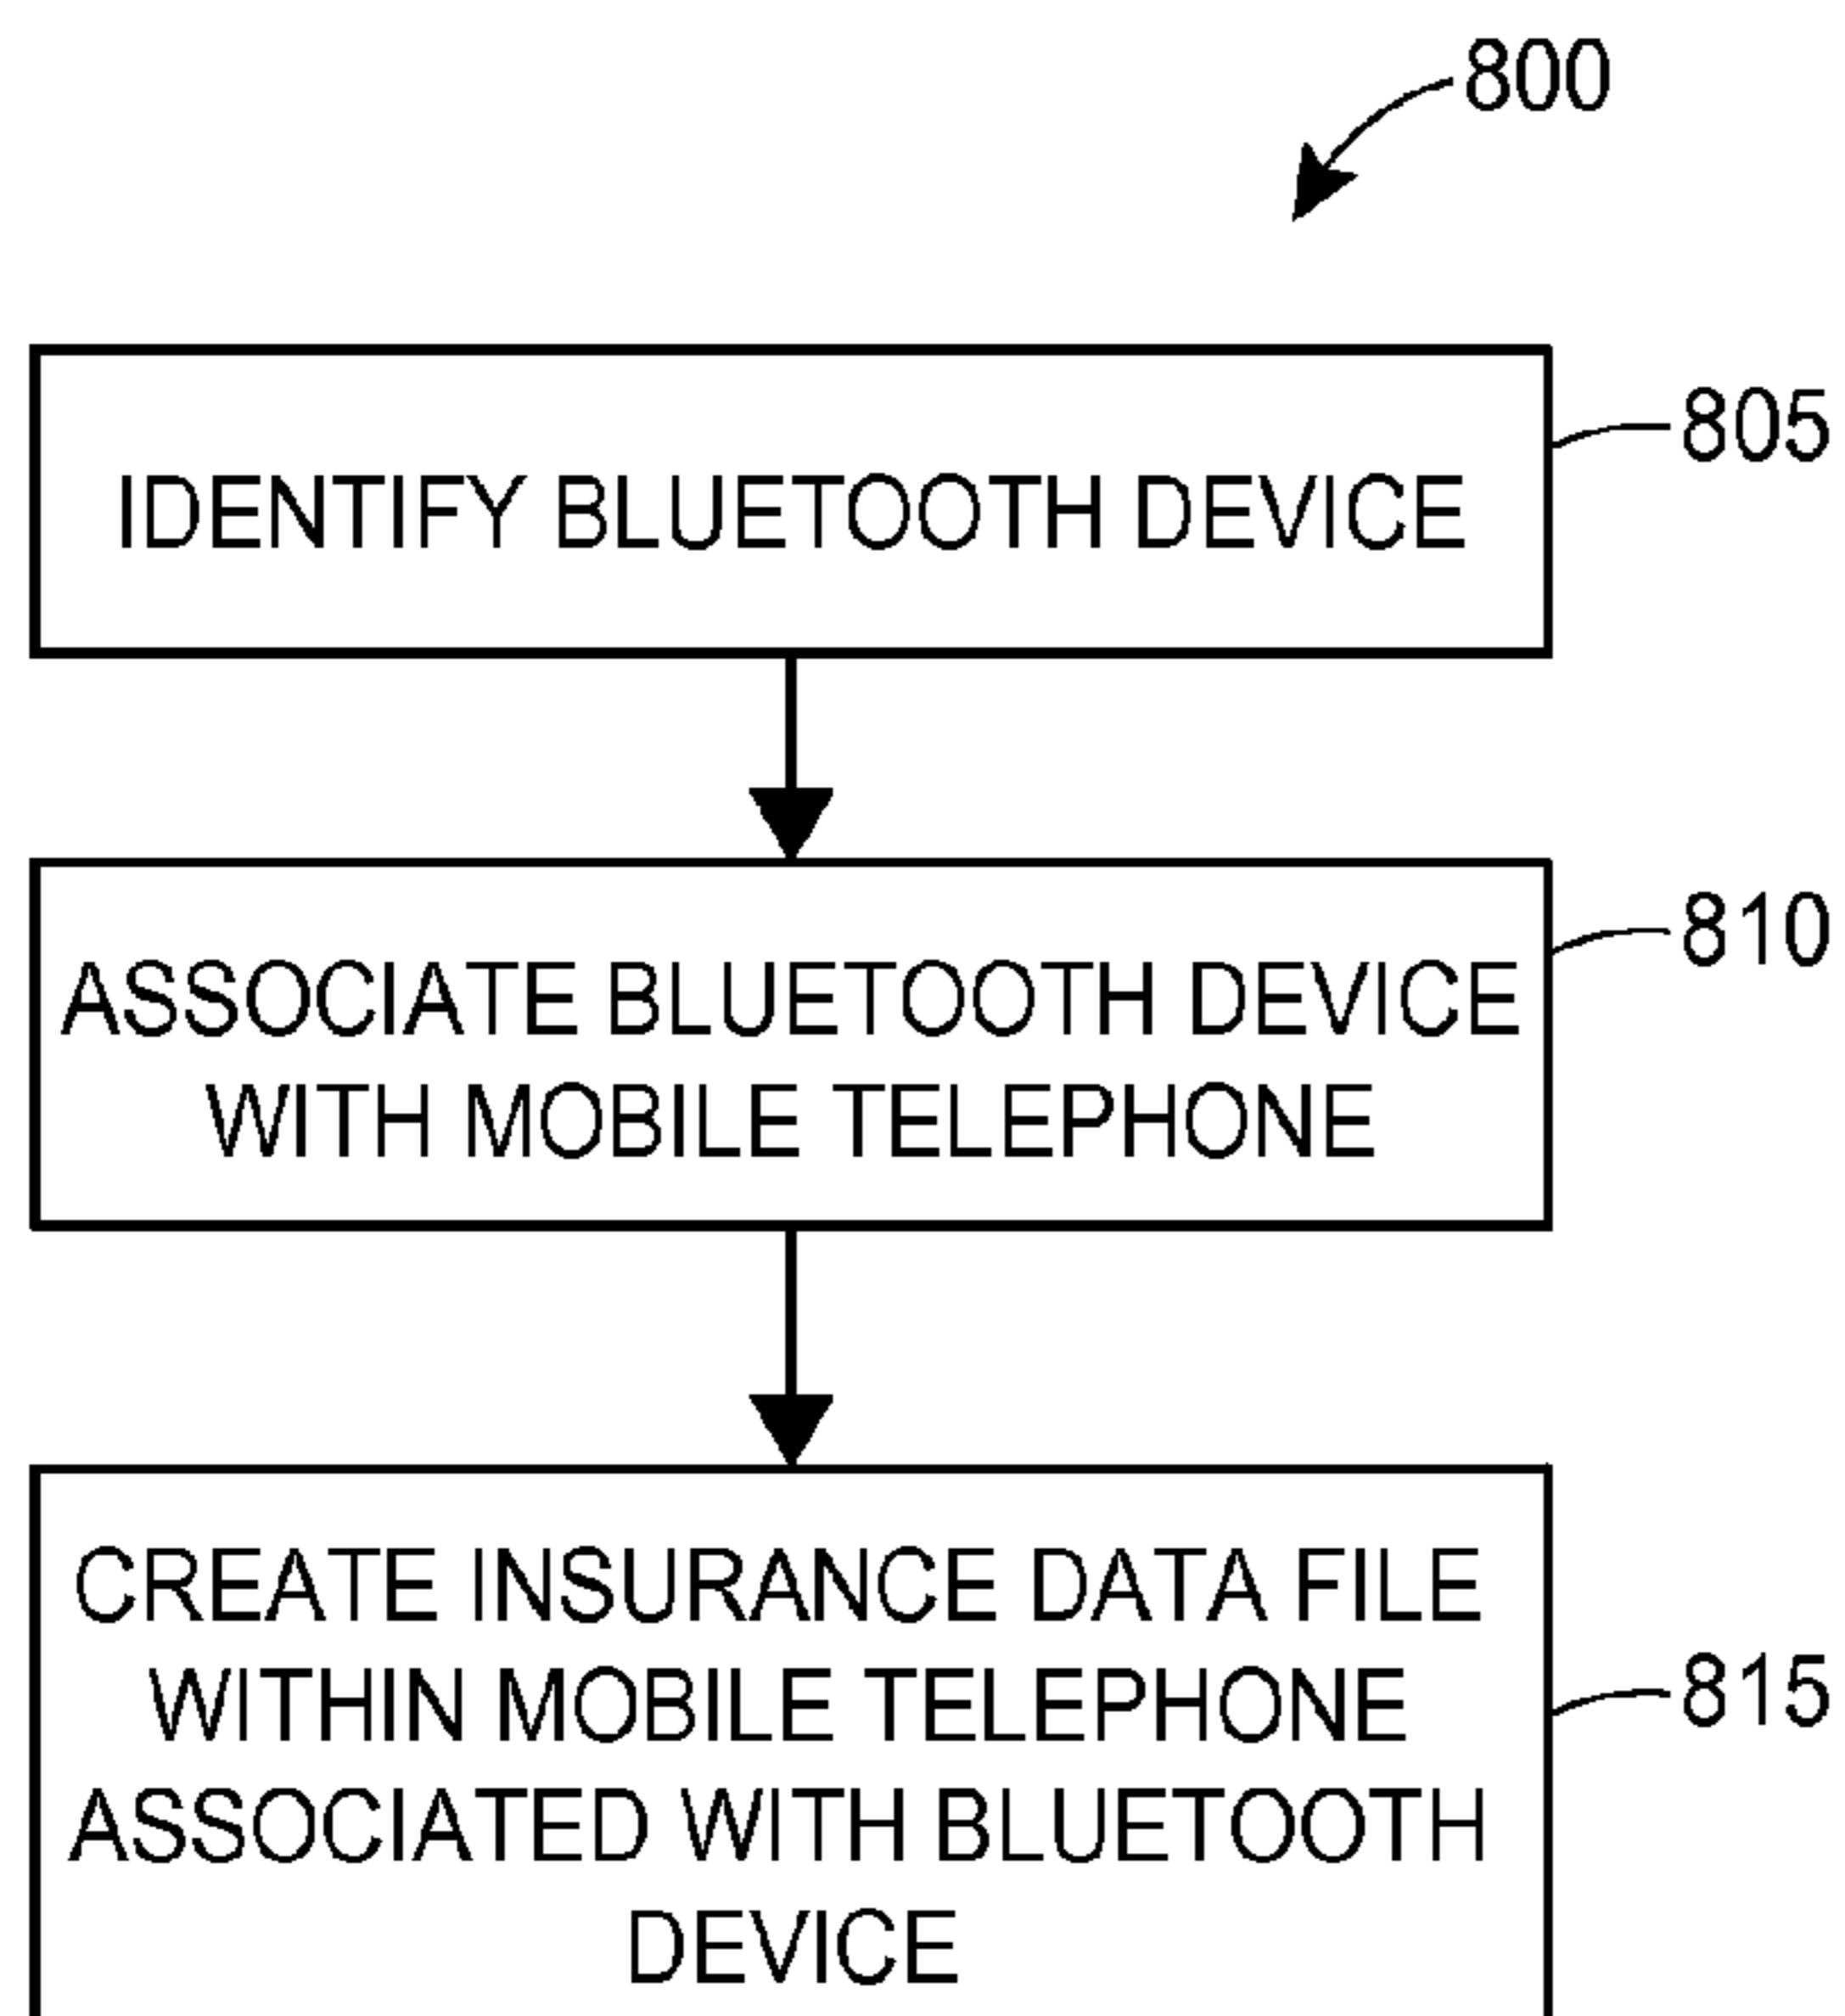 800
IDENTIFY BLUETOOTH DEVICE
805
ASSOCIATE BLUETOOTH DEVICE
WITH MOBILE TELEPHONE
810
CREATE INSURANCE DATA FILE
WITHIN MOBILE TELEPHONE
ASSOCIATED WITH BLUETOOTH
DEVICE
815